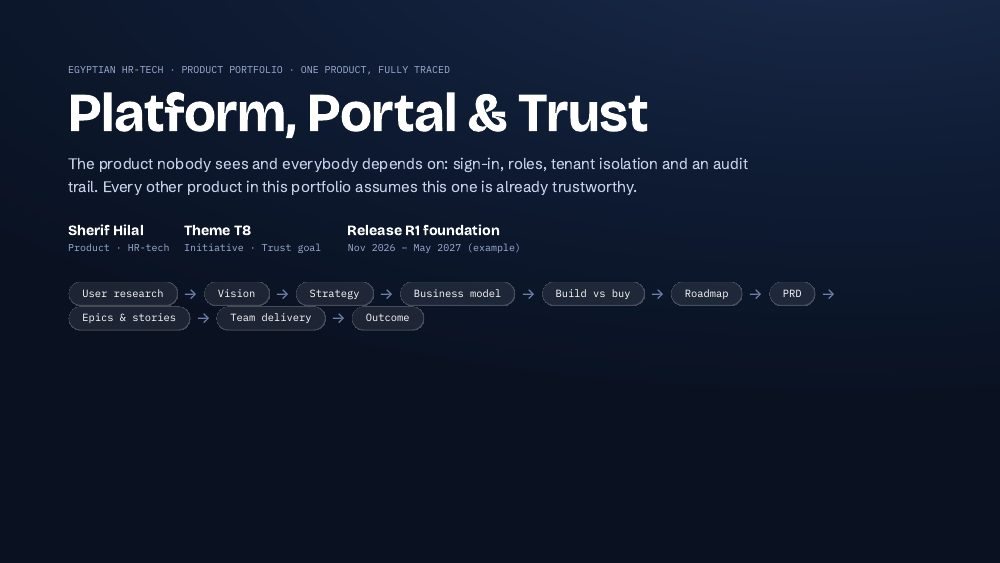 EGYPTIAN HR-TECH · PRODUCT PORTFOLIO · ONE PRODUCT, FULLY TRACED
Platform, Portal & Trust
The product nobody sees and everybody depends on: sign-in, roles, tenant isolation and an audit
trail. Every other product in this portfolio assumes this one is already trustworthy.
Sherif Hilal Theme T8 Release R1 foundation
Product · HR-tech Initiative · Trust goal Nov 2026 – May 2027 (example)
User research → Vision → Strategy → Business model → Build vs buy → Roadmap → PRD →
Epics & stories → Team delivery → Outcome